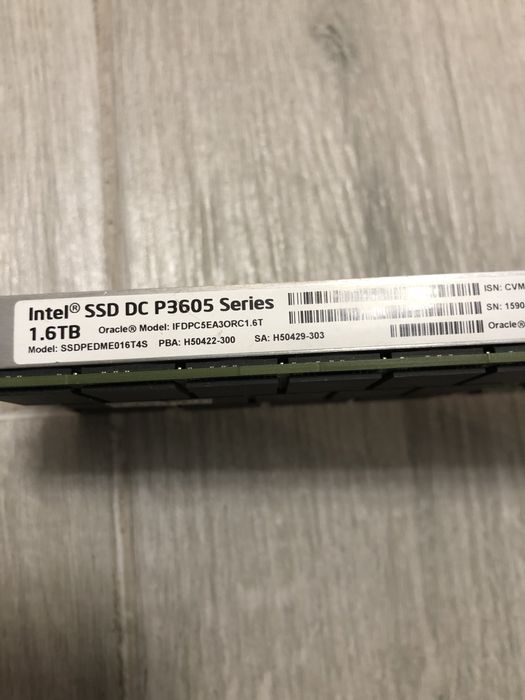 Intel® SSD DC P3605 Series
1.6TB Oracle® Model: IFDPC5EA3ORC1.6T
Model: SSDPEDME016T4S PBA: H50422-300 SA: H50429-303
ISN: CVM
SN: 1590
Oracle®